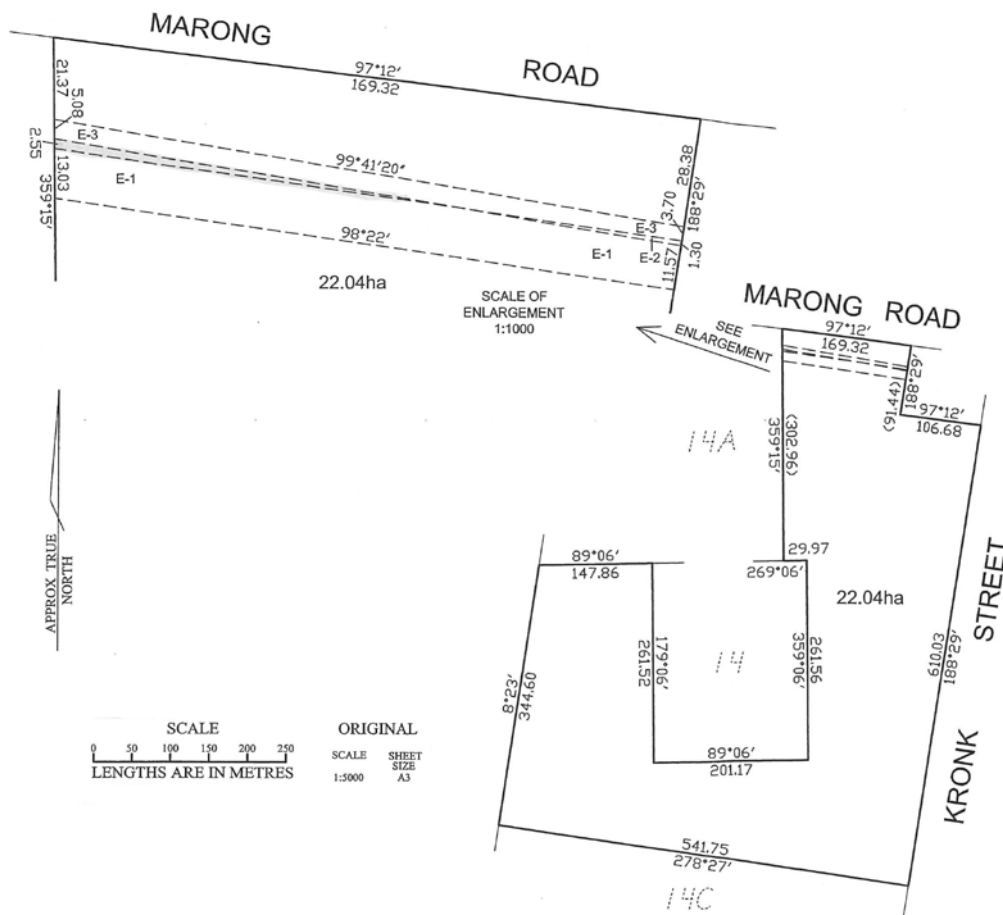 MARONG ROAD
97°12'
169.32
21.37
5.08
E-3
2.55
13.03
359°15'
E-1
99°41'20"
98°22'
28.38
188°29'
3.70
E-3
E-1
E-2
11.57
1.30
22.04ha
SCALE OF
ENLARGEMENT
1:1000
SEE
ENLARGEMENT
MARONG ROAD
97°12'
169.32
188°29'
(91.44)
97°12'
106.68
14A
(302.96)
359°15'
29.97
269°06'
22.04ha
APPROX TRUE
NORTH
89°06'
147.86
179°06'
261.52
14
261.56
359°06'
89°06'
201.17
8°23'
344.60
610.03
188°29'
KRONK STREET
541.75
278°27'
14C
SCALE
0 50 100 150 200 250
LENGTHS ARE IN METRES
ORIGINAL
SCALE SHEET
SIZE
1:5000 A3